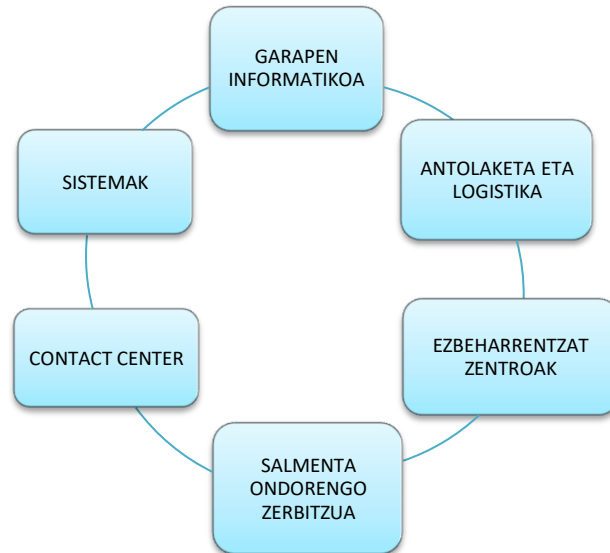 GARAPEN
INFORMATIKOA
ANTOLAKETA ETA
LOGISTIKA
EZBEHARRENTZAT
ZENTROAK
SALMENTA
ONDORENGO
ZERBITZUA
CONTACT CENTER
SISTEMAK